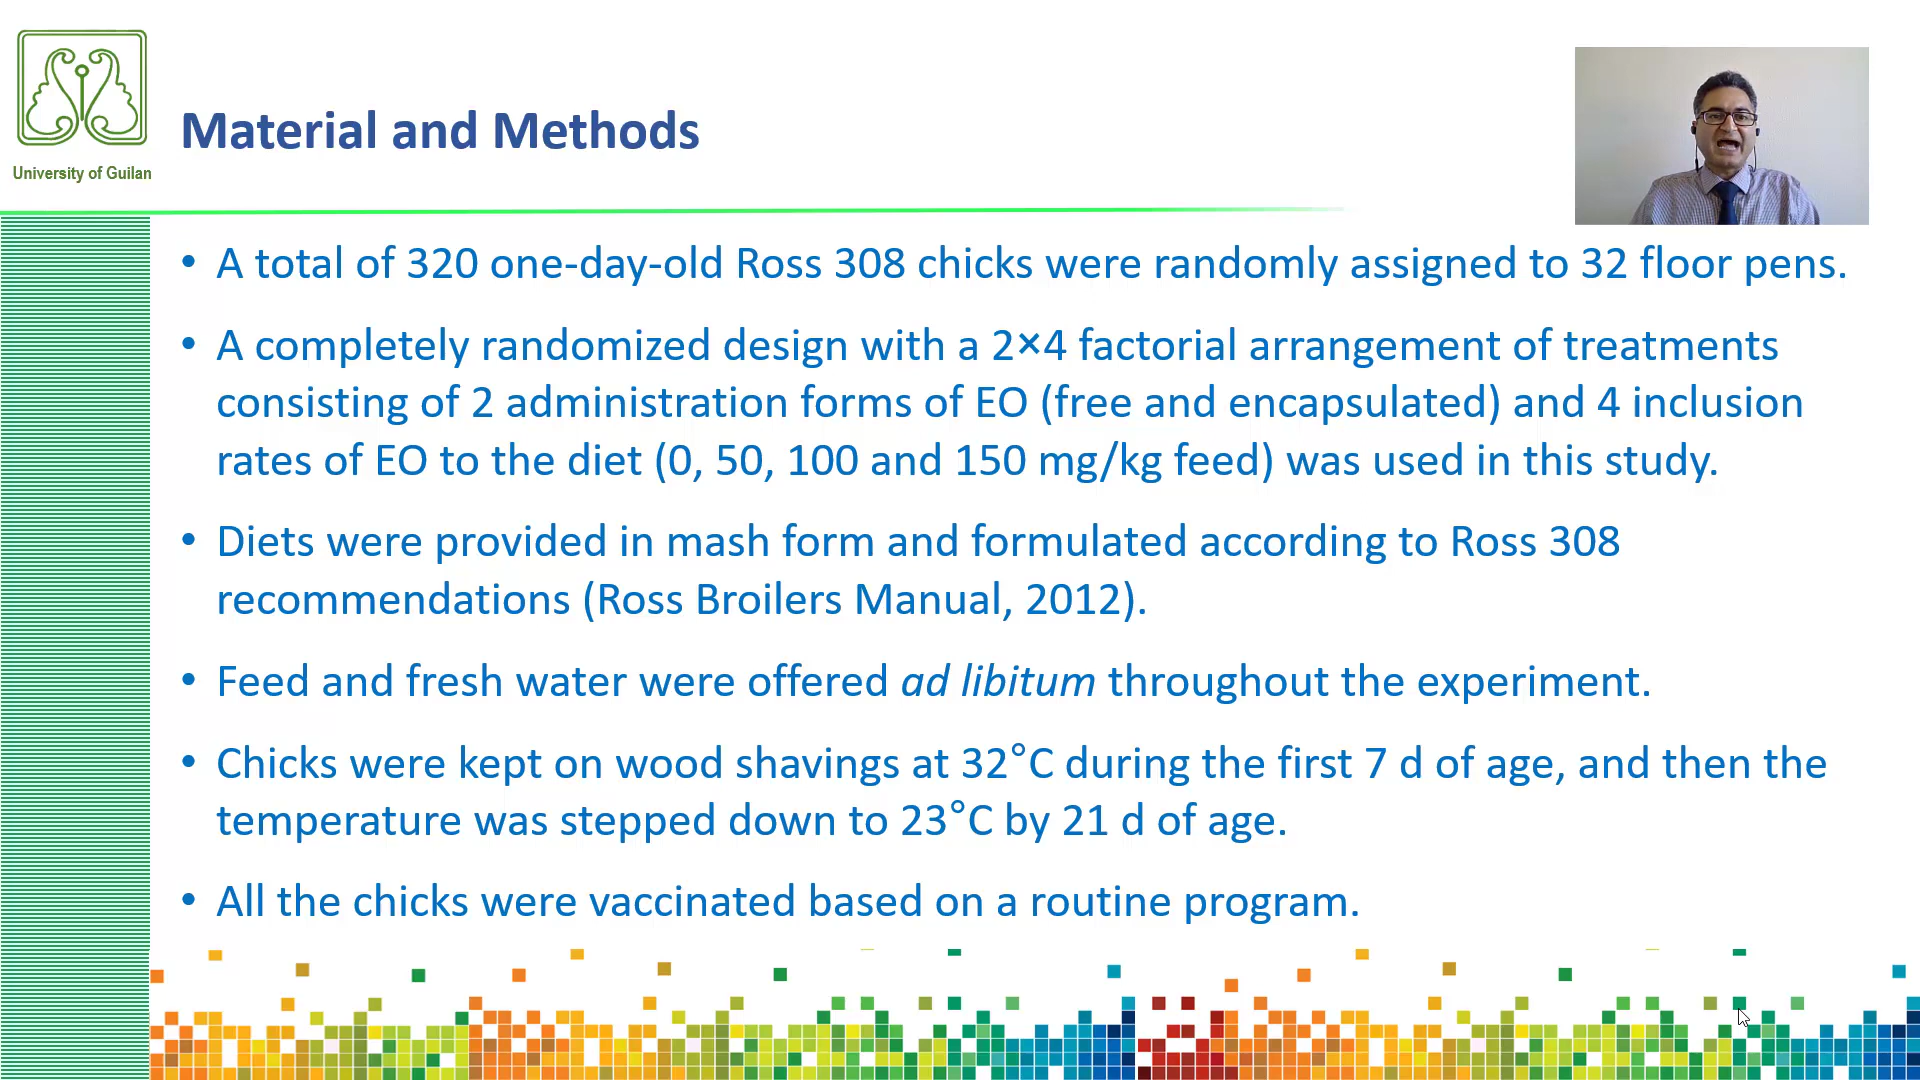 University of Guilan
Material and Methods
• A total of 320 one-day-old Ross 308 chicks were randomly assigned to 32 floor pens.
• A completely randomized design with a 2×4 factorial arrangement of treatments
consisting of 2 administration forms of EO (free and encapsulated) and 4 inclusion
rates of EO to the diet (0, 50, 100 and 150 mg/kg feed) was used in this study.
• Diets were provided in mash form and formulated according to Ross 308
recommendations (Ross Broilers Manual, 2012).
• Feed and fresh water were offered ad libitum throughout the experiment.
• Chicks were kept on wood shavings at 32°C during the first 7 d of age, and then the
temperature was stepped down to 23°C by 21 d of age.
• All the chicks were vaccinated based on a routine program.